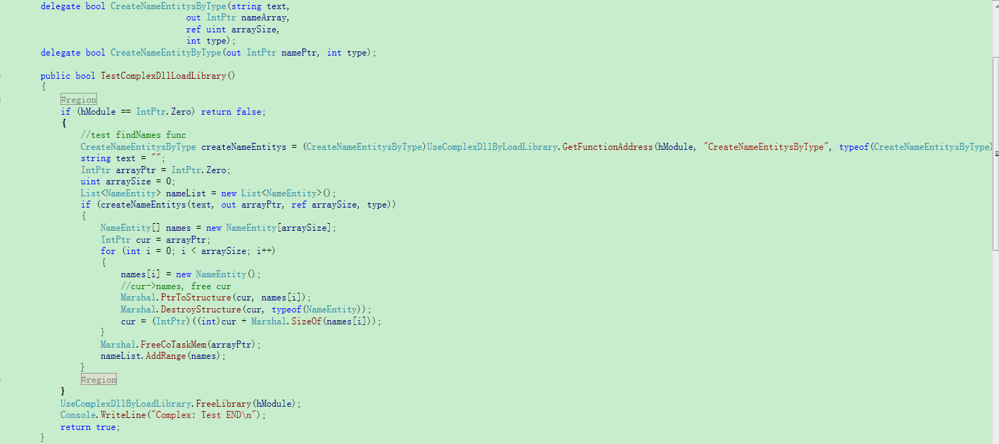 delegate bool CreateNameEntitysByType(string text,
out IntPtr nameArray,
ref uint arraySize,
int type);
delegate bool CreateNameEntityByType(out IntPtr namePtr, int type);
public bool TestComplexDllLoadLibrary()
{
#region
if (hModule == IntPtr.Zero) return false;
{
//test findNames func
CreateNameEntitysByType createNameEntitys = (CreateNameEntitysByType)UseComplexDllByLoadLibrary.GetFunctionAddress(hModule, "CreateNameEntitysByType", typeof(CreateNameEntitysByType)
string text = "";
IntPtr arrayPtr = IntPtr.Zero;
uint arraySize = 0;
List<NameEntity> nameList = new List<NameEntity>();
if (createNameEntitys(text, out arrayPtr, ref arraySize, type))
{
NameEntity[] names = new NameEntity[arraySize];
IntPtr cur = arrayPtr;
for (int i = 0; i < arraySize; i++)
{
names[i] = new NameEntity();
//cur->names, free cur
Marshal.PtrToStructure(cur, names[i]);
Marshal.DestroyStructure(cur, typeof(NameEntity));
cur = (IntPtr)((int)cur + Marshal.SizeOf(names[i]));
}
Marshal.FreeCoTaskMem(arrayPtr);
nameList.AddRange(names);
}
#region
}
UseComplexDllByLoadLibrary.FreeLibrary(hModule);
Console.WriteLine("Complex: Test END\n");
return true;
}